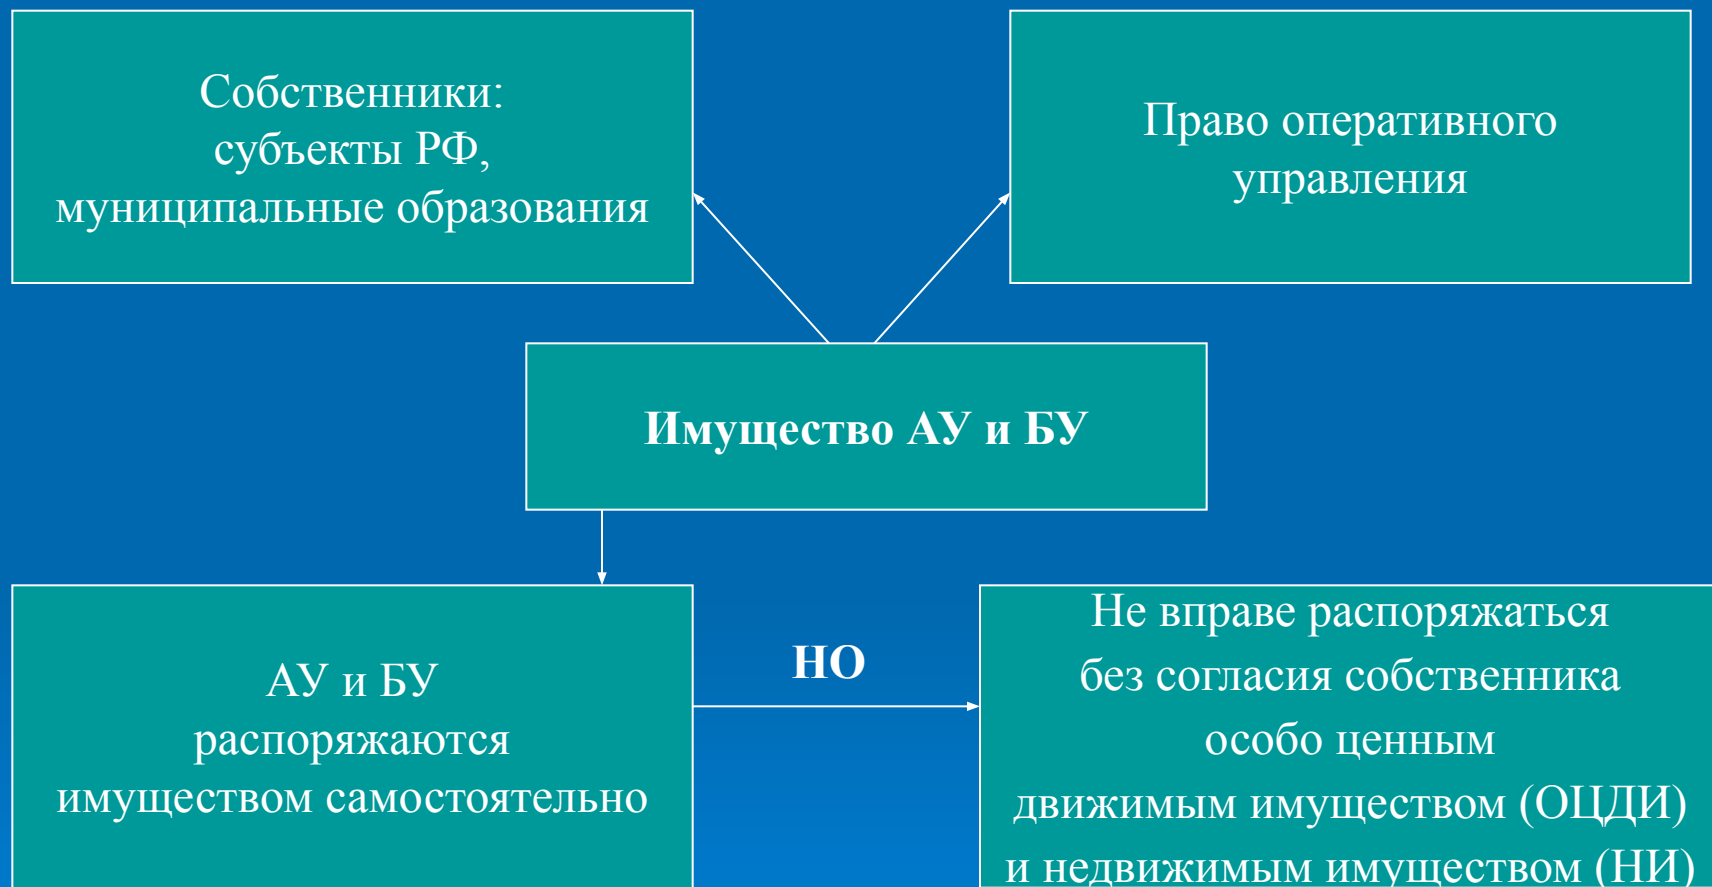 Собственники:
субъекты РФ,
муниципальные образования
Право оперативного
управления
Имущество АУ и БУ
АУ и БУ
распоряжаются
имуществом самостоятельно
НО
Не вправе распоряжаться
без согласия собственника
особо ценным
движимым имуществом (ОЦДИ)
и недвижимым имуществом (НИ)